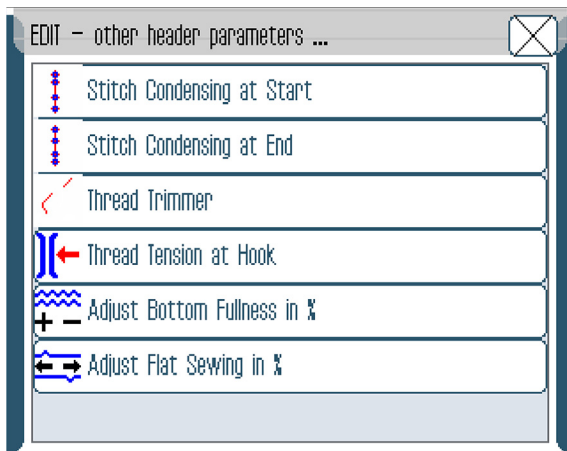 EDIT - other header parameters ...
Stitch Condensing at Start
Stitch Condensing at End
Thread Trimmer
Thread Tension at Hook
Adjust Bottom Fullness in %
Adjust Flat Sewing in %